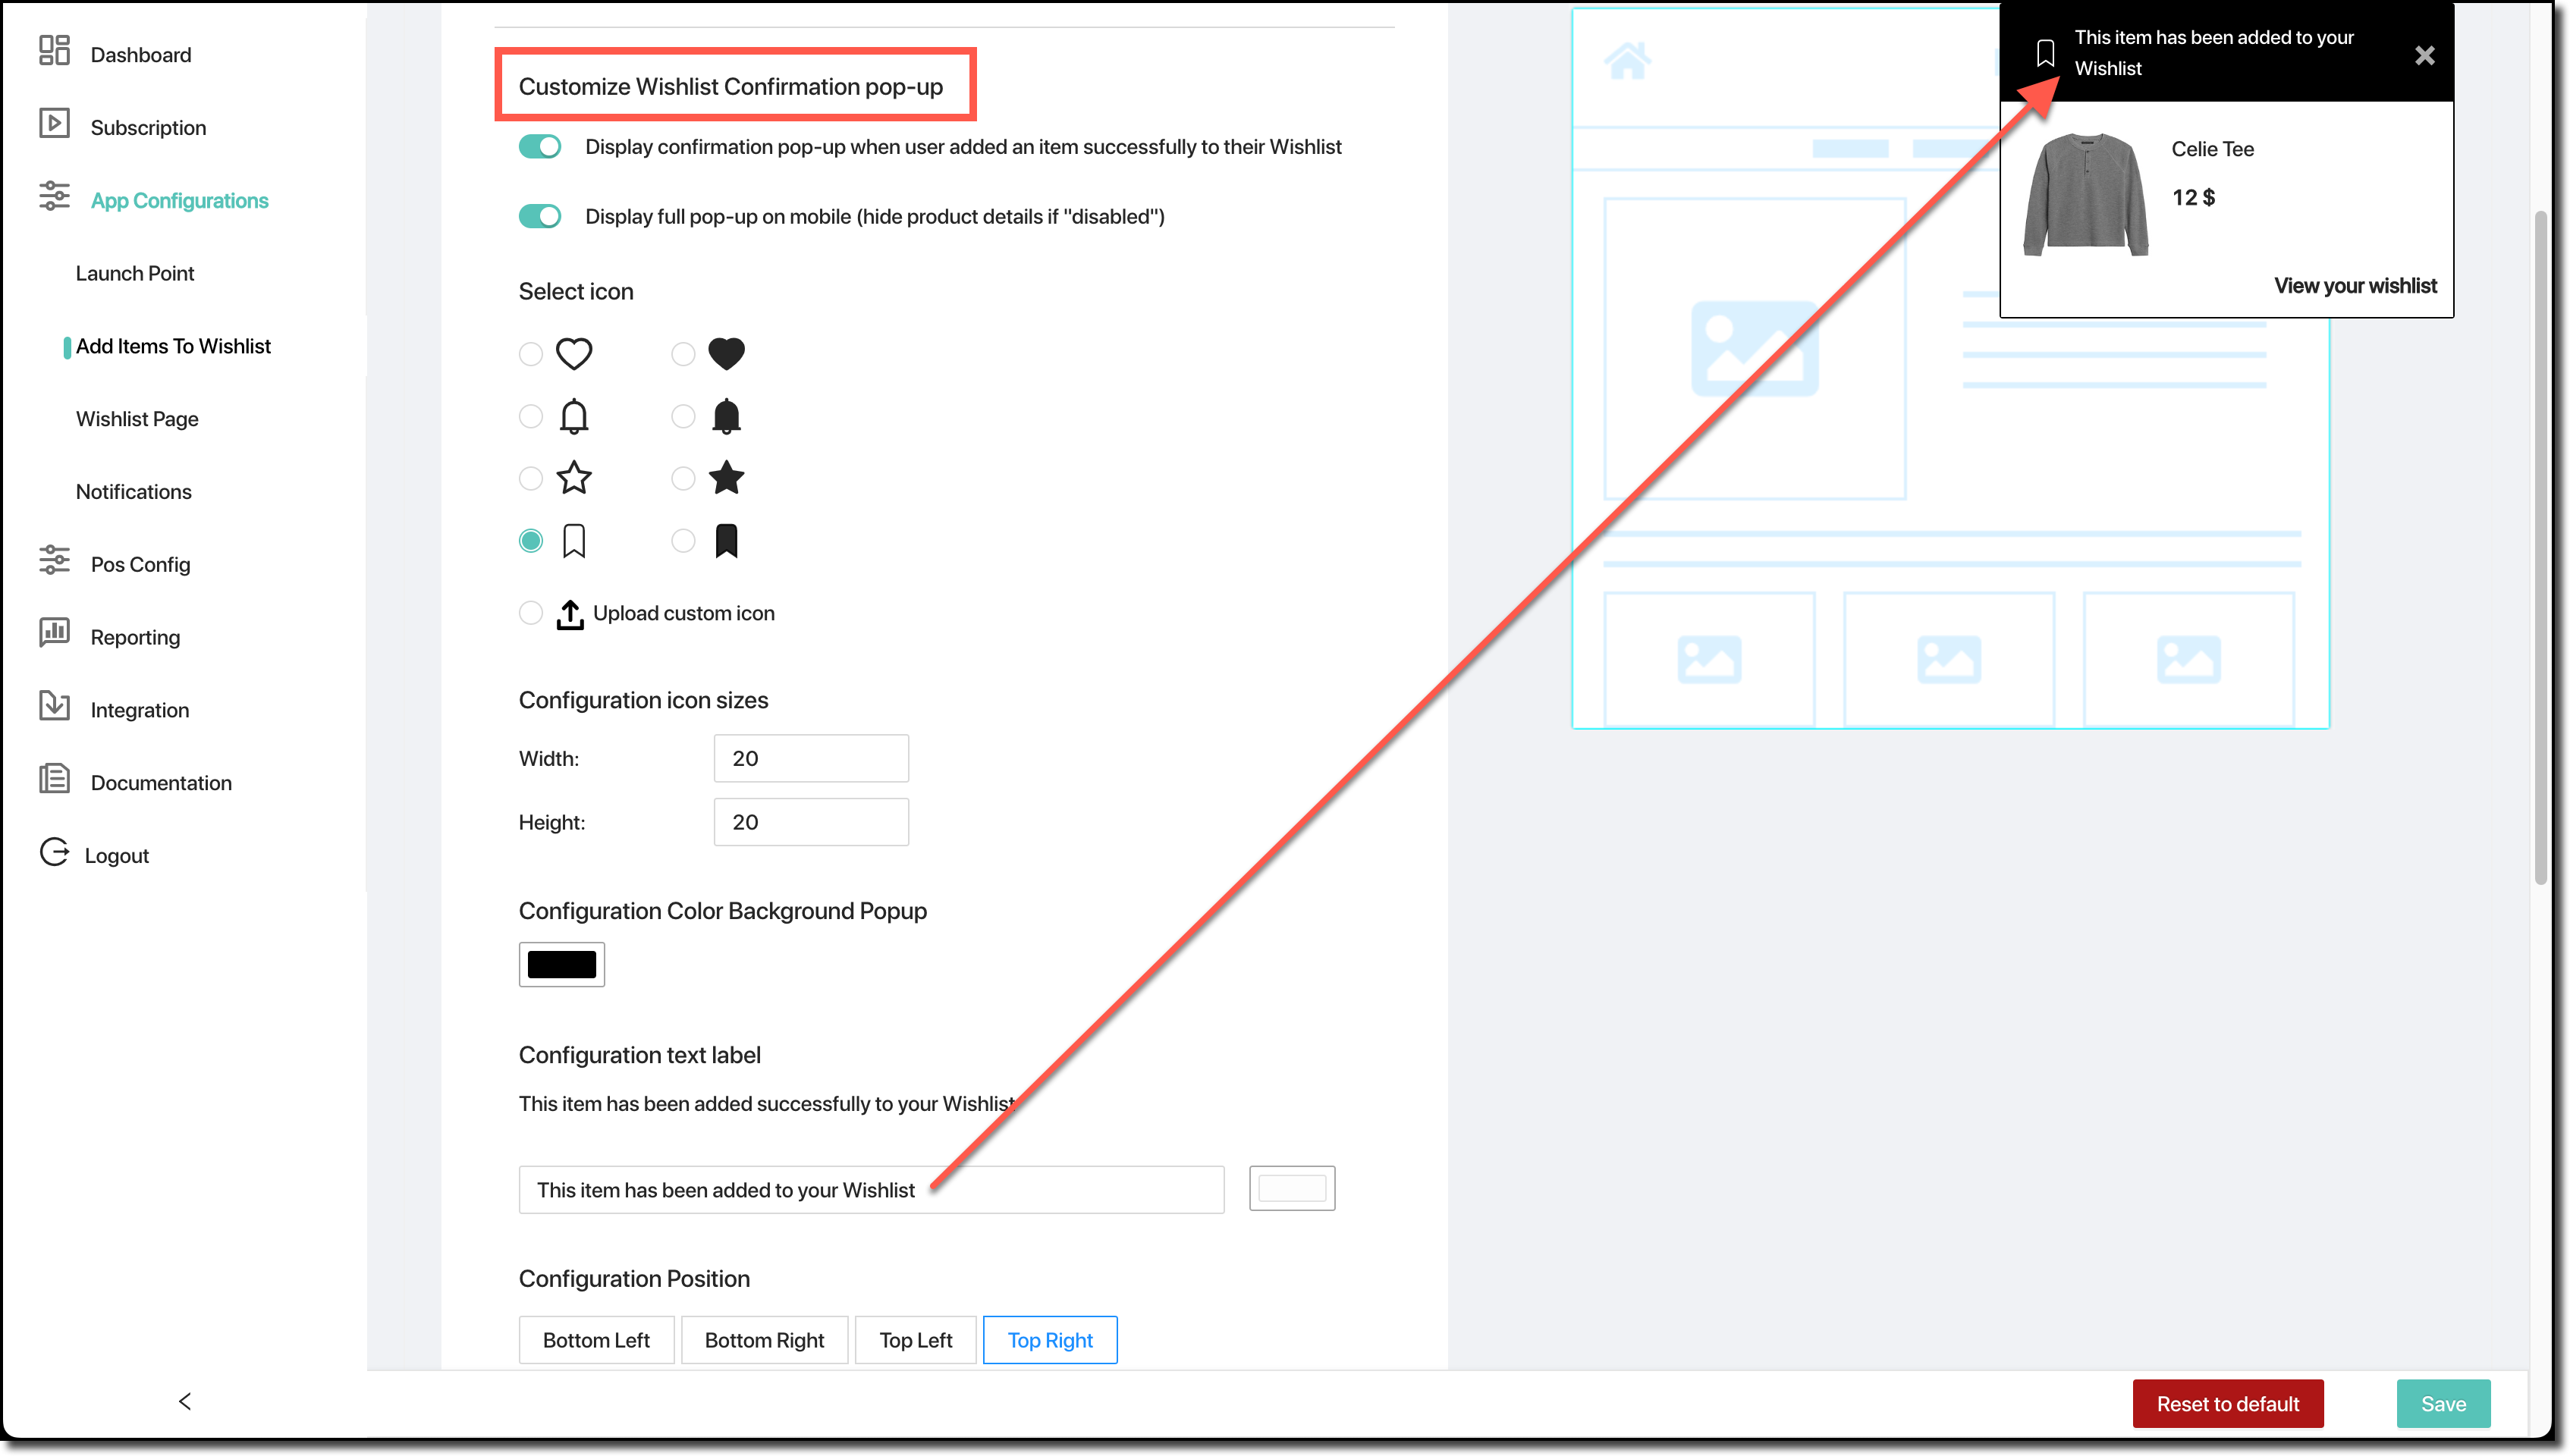 Dashboard
Subscription
App Configurations
Launch Point
Add Items To Wishlist
Wishlist Page
Notifications
Pos Config
Reporting
Integration
Documentation
Logout
Customize Wishlist Confirmation pop-up
Display confirmation pop-up when user added an item successfully to their Wishlist
Display full pop-up on mobile (hide product details if "disabled")
Select icon
Upload custom icon
Configuration icon sizes
Width: 20
Height: 20
Configuration Color Background Popup
Configuration text label
This item has been added successfully to your Wishlist
This item has been added to your Wishlist
Configuration Position
Bottom Left Bottom Right Top Left Top Right
This item has been added to your
Wishlist
Celie Tee
12 $
View your wishlist
Reset to default Save